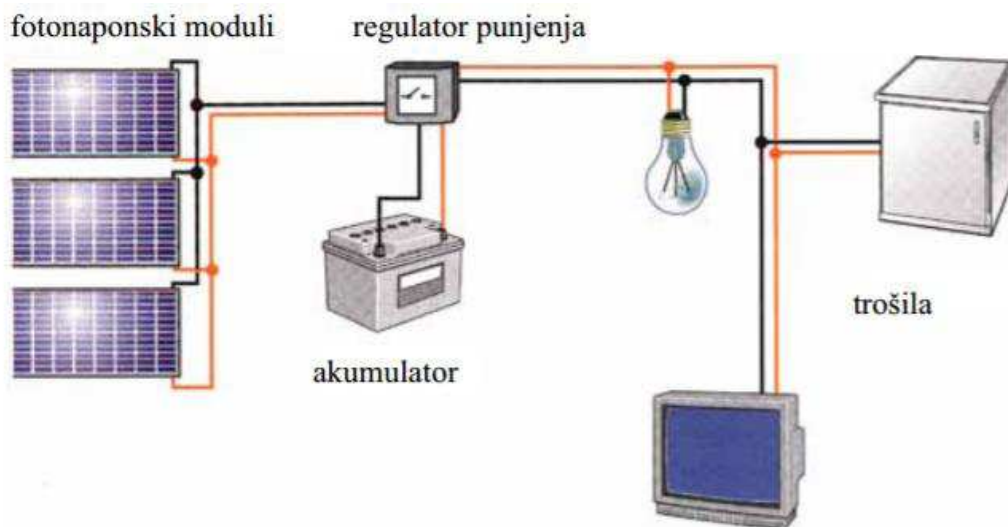 fotonaponski moduli
regulator punjenja
trošila
akumulator